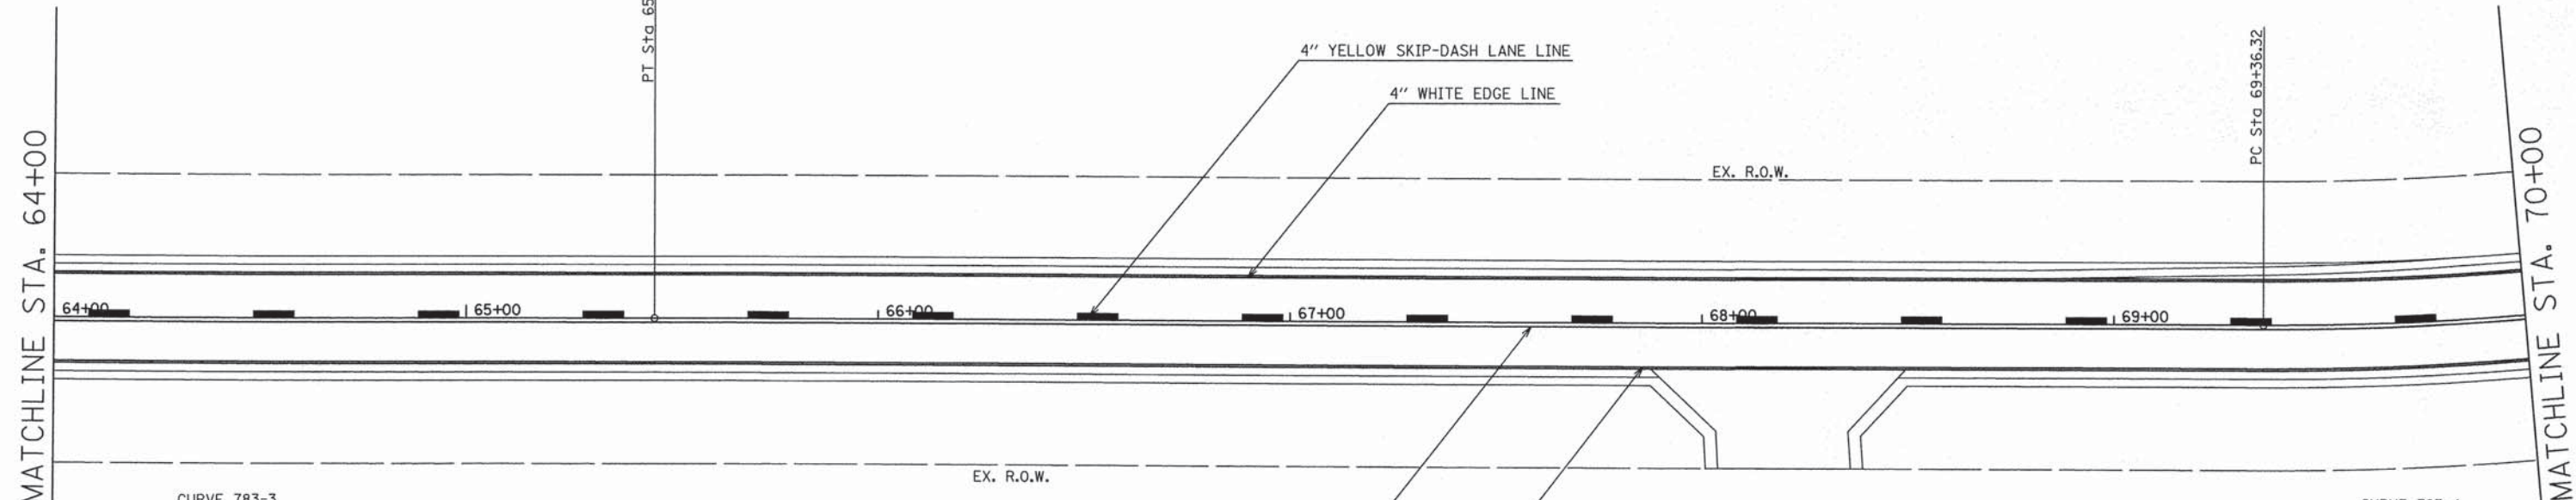 PT Sta 65
4" YELLOW SKIP-DASH LANE LINE
4" WHITE EDGE LINE
PC Sta 69+36.32
MATCHLINE STA. 64+00
EX. R.O.W.
MATCHLINE STA. 70+00
64+00
65+00
66+00
67+00
68+00
69+00
EX. R.O.W.
CURVE 783-3